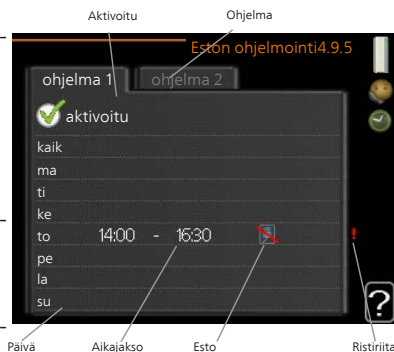 Aktivoitu Ohjelma
Eston ohjelmointi4.9.5
ohjelma 1 ohjelma 2
aktivoitu
kaik
ma
ti
ke
to 14:00 - 16:30 !
pe
la
su
?
Päivä Aikajakso Esto Ristiriita